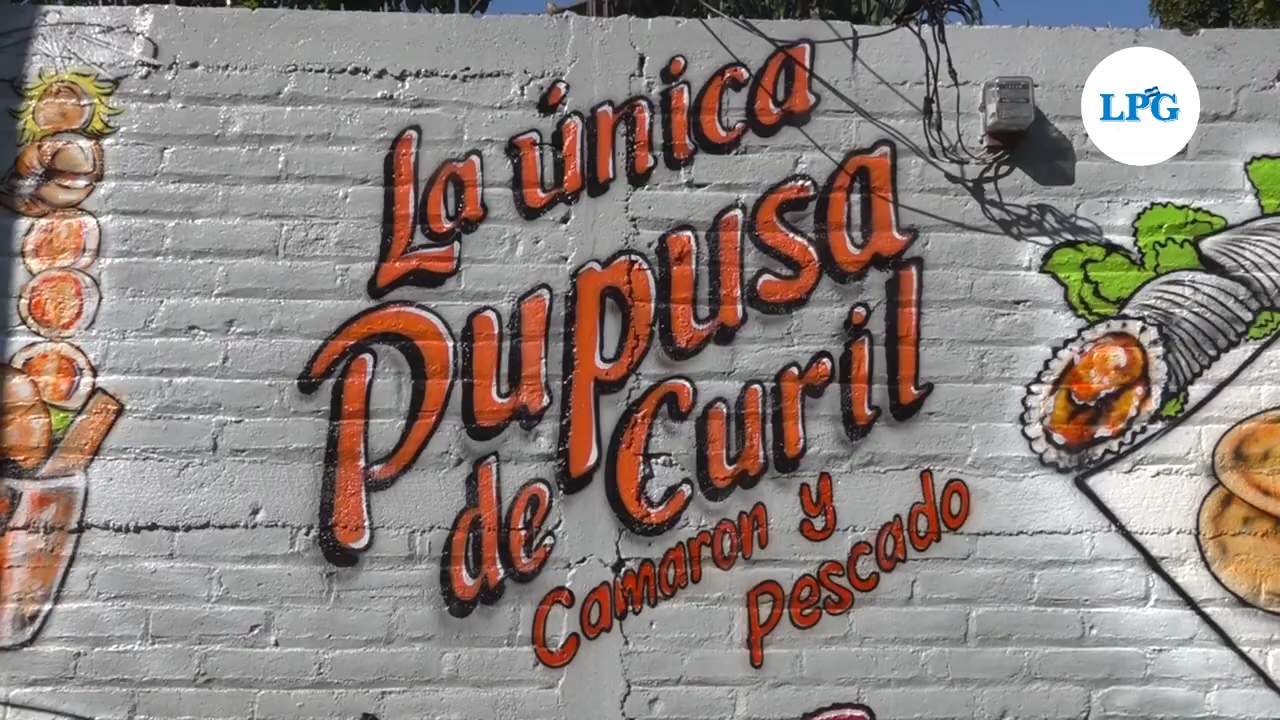 La única
Pupusa
de Curil
Camaron y
Pescado
LPG